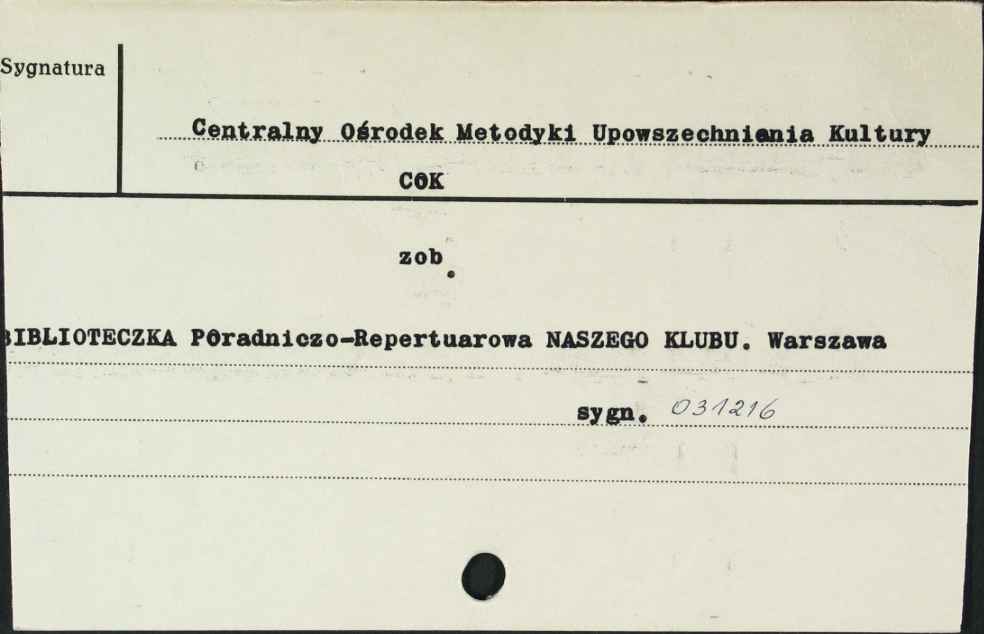 Sygnatura
Centralny Ośrodek Metodyki Upowszechnienia Kultury
COK
zob.
BIBLIOTECZKA Poradniczo-Repertuarowa NASZEGO KLUBU. Warszawa
sygn. 031216